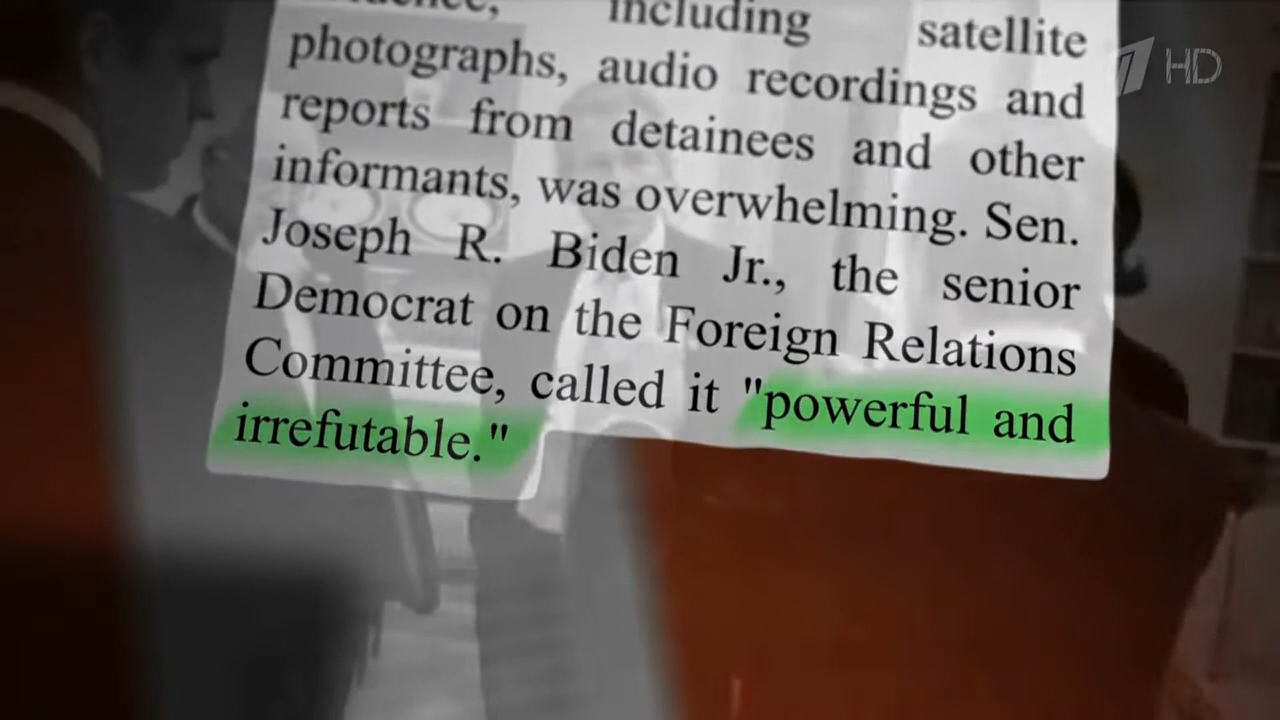 including satellite
photographs, audio recordings and
reports from detainees and other
informants, was overwhelming. Sen.
Joseph R. Biden Jr., the senior
Democrat on the Foreign Relations
Committee, called it "powerful and
irrefutable."
HD